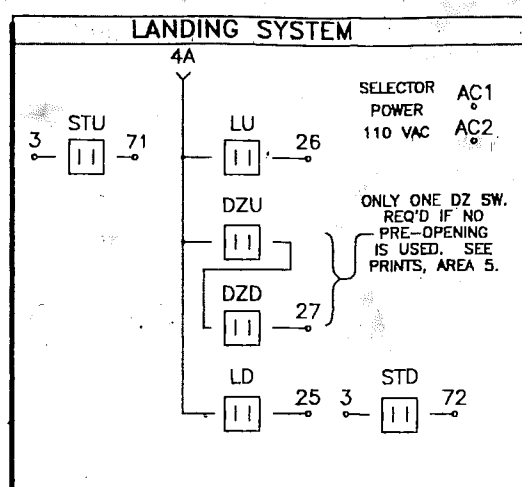 LANDING SYSTEM
4A
SELECTOR AC1
POWER
110 VAC AC2
STU
3 71
LU
26
DZU
ONLY ONE DZ SW.
REQ'D IF NO
PRE-OPENING
IS USED. SEE
PRINTS, AREA 5.
DZD
27
LD
25
STD
3 72